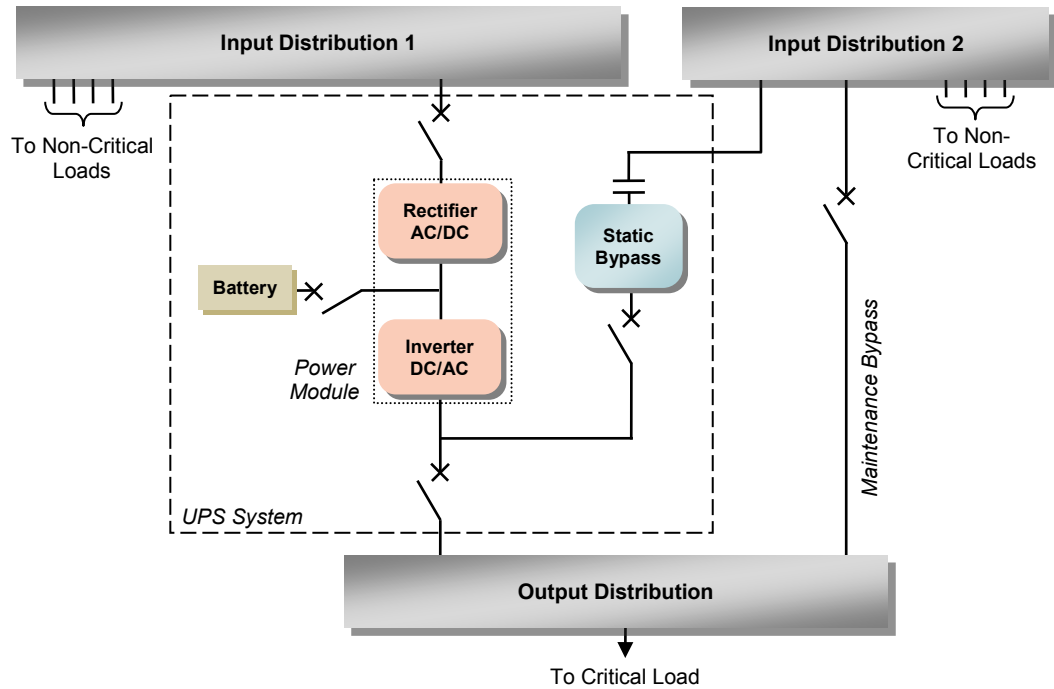 Input Distribution 1
Input Distribution 2
To Non-Critical
Loads
To Non-
Critical Loads
Rectifier
AC/DC
Static
Bypass
Battery
Inverter
DC/AC
Power
Module
Maintenance Bypass
UPS System
Output Distribution
To Critical Load